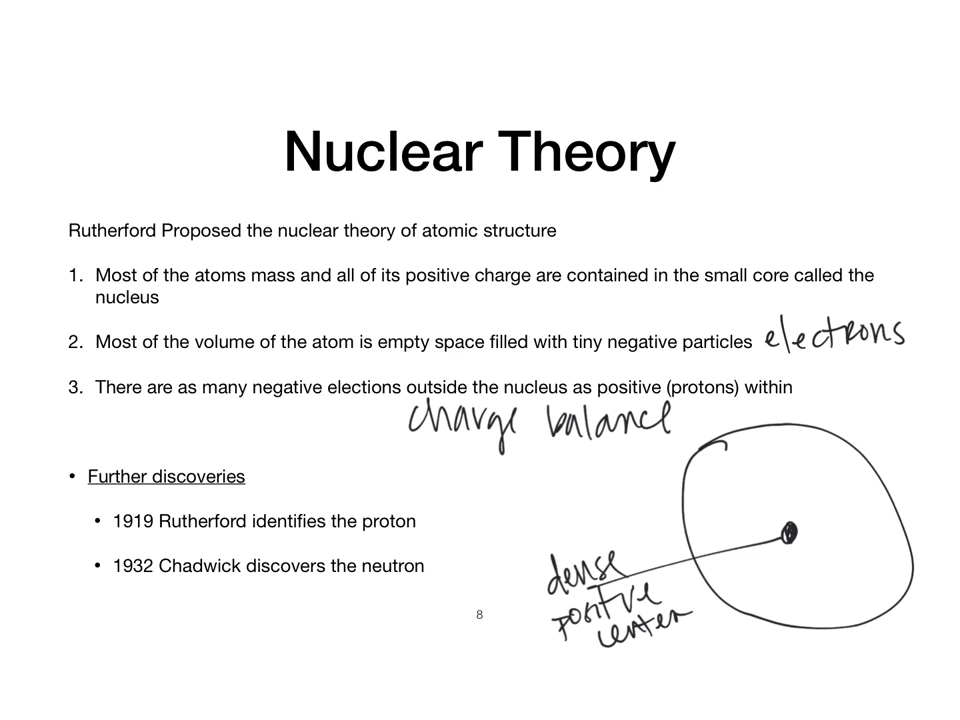 Nuclear Theory
Rutherford Proposed the nuclear theory of atomic structure
1. Most of the atoms mass and all of its positive charge are contained in the small core called the
nucleus
2. Most of the volume of the atom is empty space filled with tiny negative particles electrons
3. There are as many negative elections outside the nucleus as positive (protons) within
charge balance
• Further discoveries
• 1919 Rutherford identifies the proton
• 1932 Chadwick discovers the neutron
dense
positive
center
8